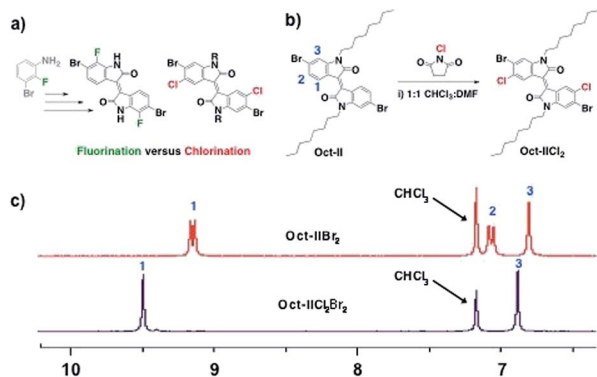 a)
NH₂
F
Br
F
H
N
Br
O
O
N
H
F
Br
R
N
Br
Cl
O
O
N
R
Cl
Br
Fluorination versus Chlorination
b)
3
Br
N
O
2
1
O
N
Br
Oct-II
Cl
O
N
O
i) 1:1 CHCl₃:DMF
Br
N
O
Cl
Cl
O
N
Br
Oct-IICl₂
c)
1
CHCl₃
2
3
Oct-IIBr₂
1
CHCl₃
3
Oct-IICl₂Br₂
10 9 8 7